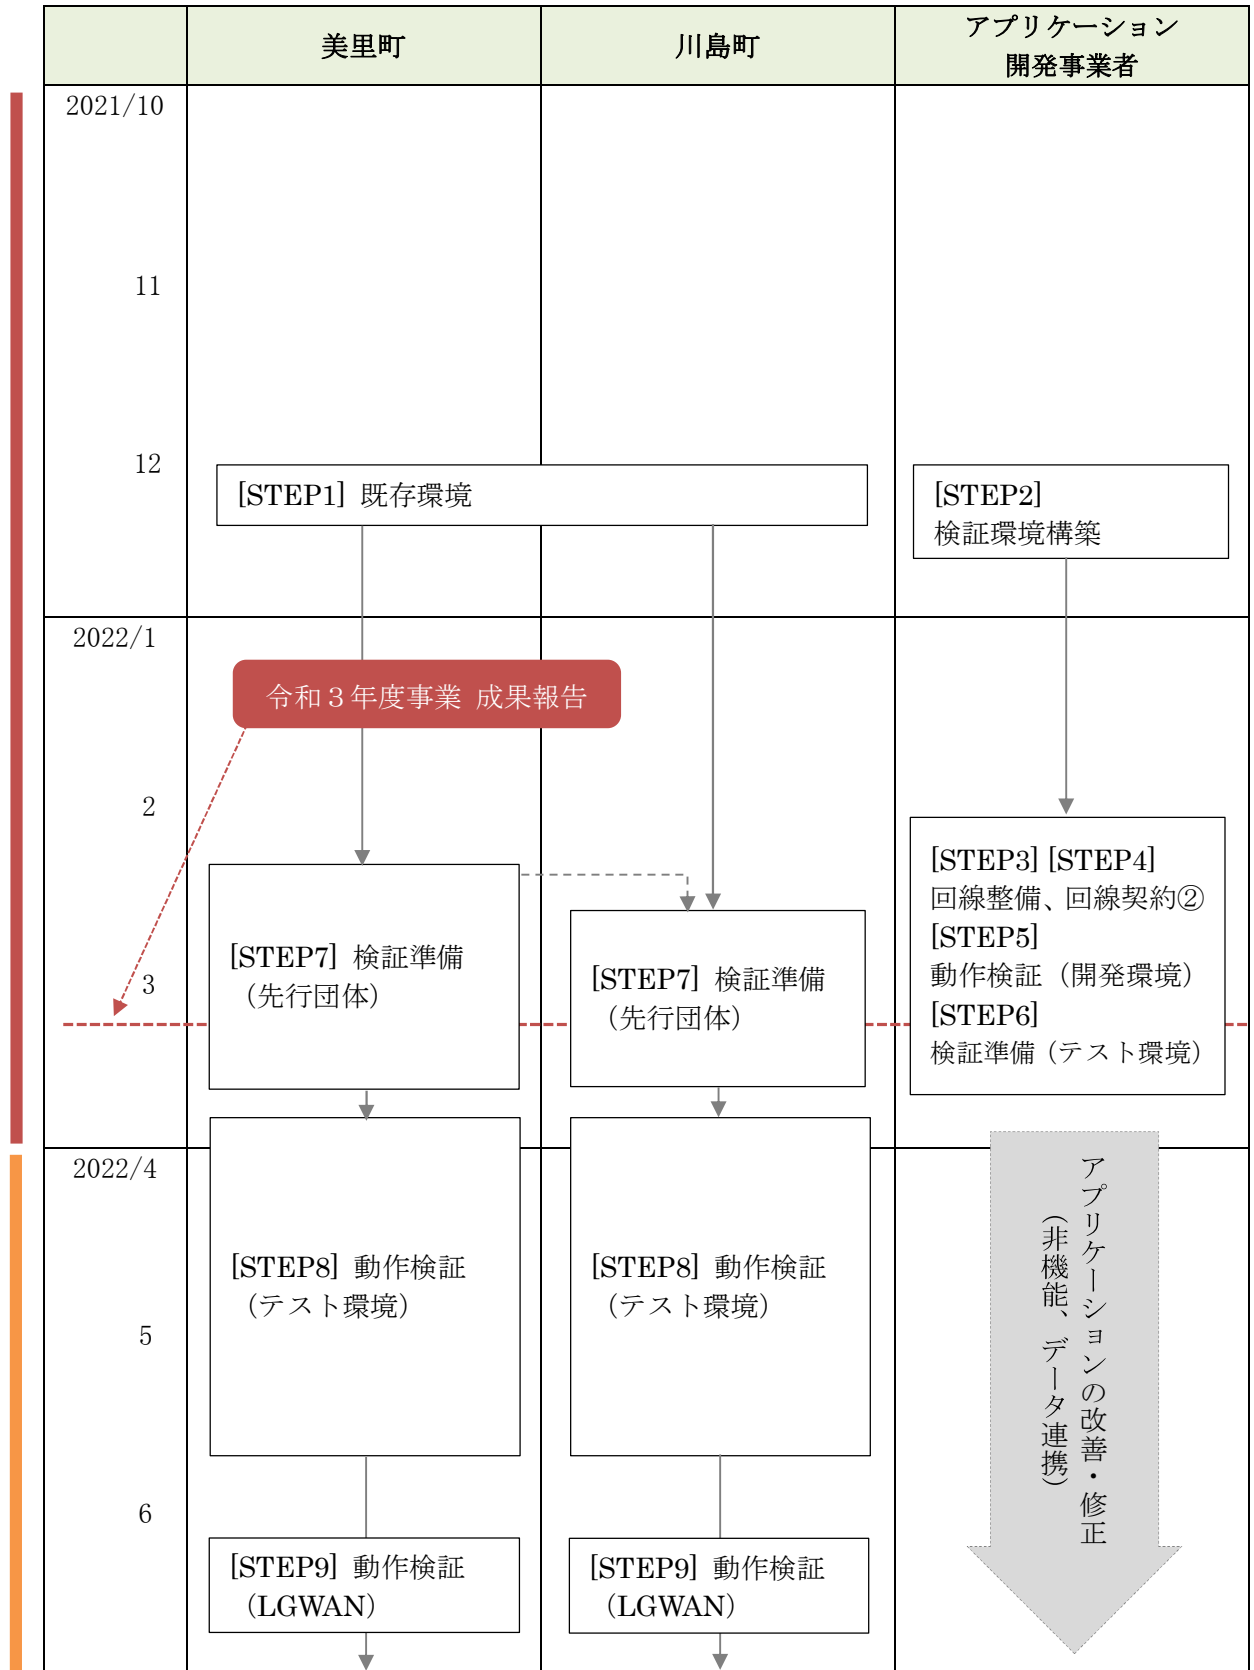 美里町
川島町
アプリケーション
開発事業者
2021/10
11
12
[STEP1] 既存環境
[STEP2]
検証環境構築
2022/1
令和３年度事業 成果報告
2
[STEP3] [STEP4]
回線整備、回線契約②
[STEP5]
動作検証（開発環境）
[STEP6]
検証準備（テスト環境）
[STEP7] 検証準備
（先行団体）
[STEP7] 検証準備
（先行団体）
3
2022/4
アプリケーションの改善・修正
（非機能、データ連携）
[STEP8] 動作検証
（テスト環境）
[STEP8] 動作検証
（テスト環境）
5
6
[STEP9] 動作検証
（LGWAN）
[STEP9] 動作検証
（LGWAN）